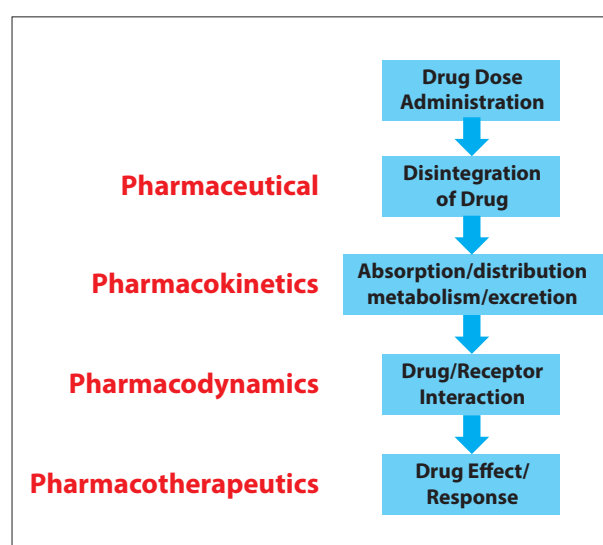 Drug Dose
Administration
Pharmaceutical
Disintegration
of Drug
Pharmacokinetics
Absorption/distribution
metabolism/excretion
Pharmacodynamics
Drug/Receptor
Interaction
Pharmacotherapeutics
Drug Effect/
Response